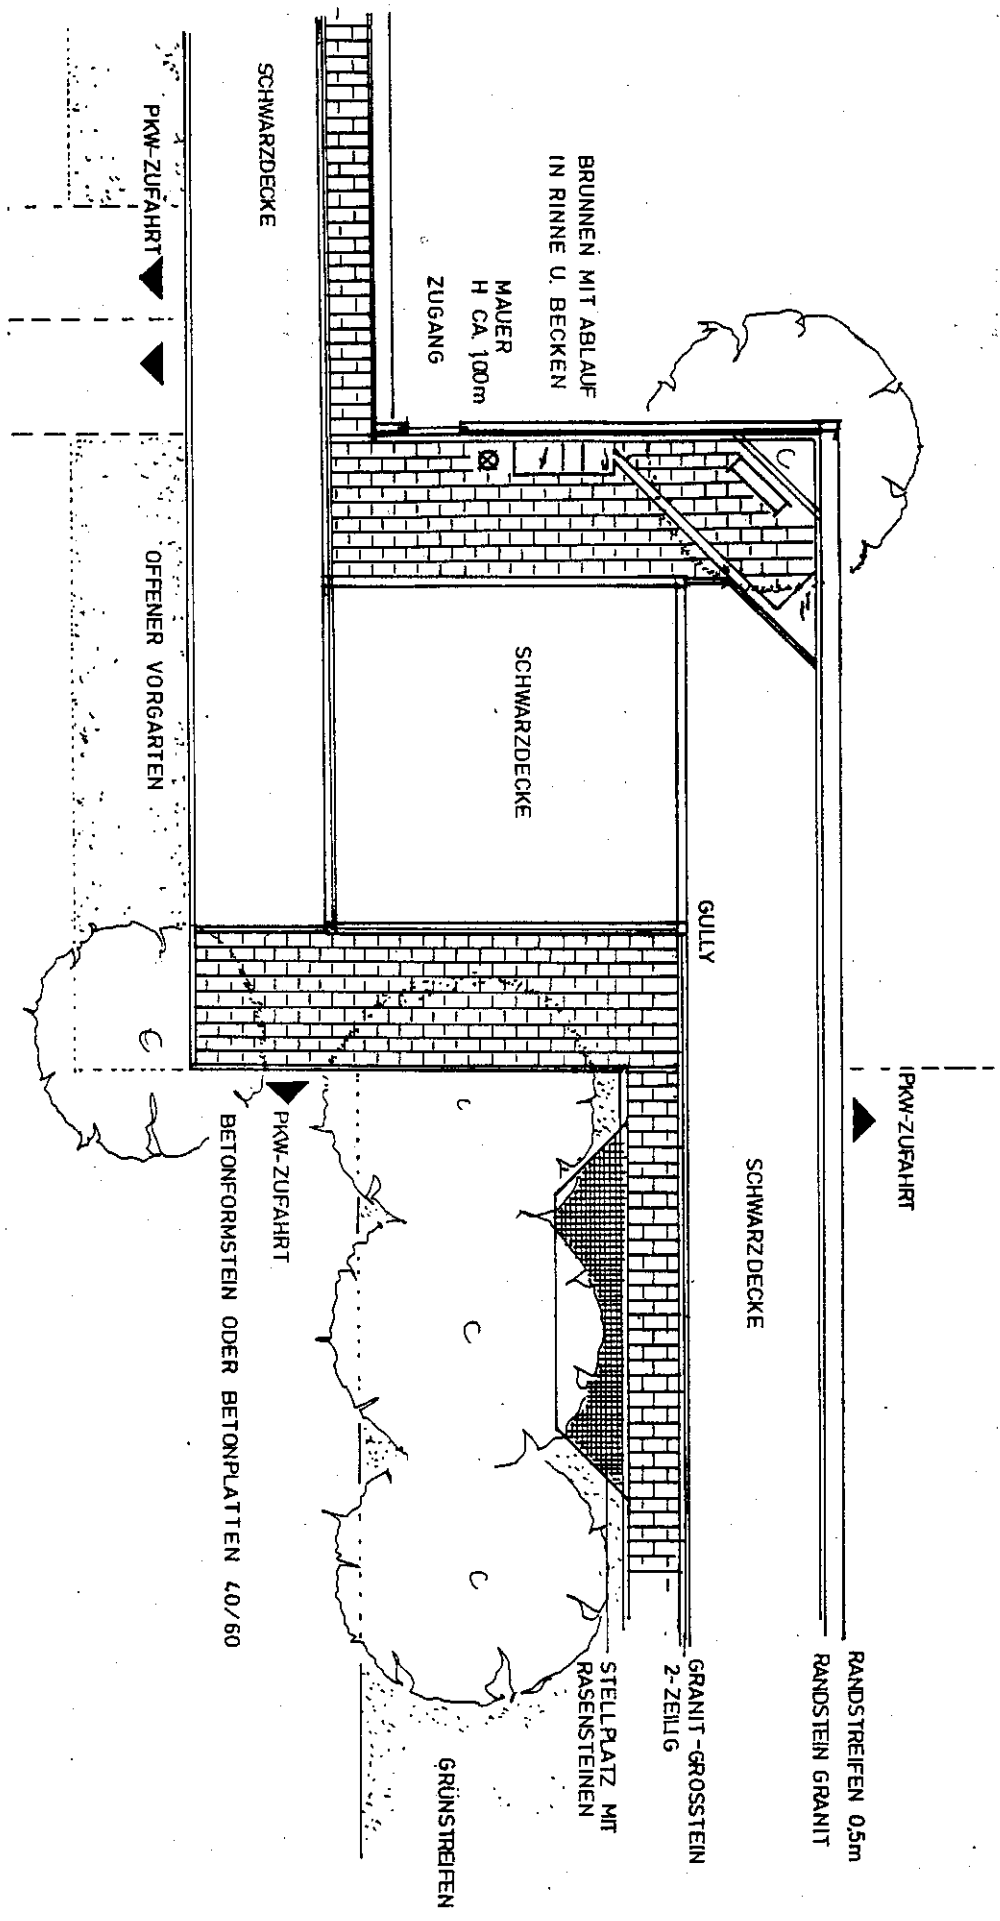 BRUNNEN MIT ABLAUF
IN RINNE U. BECKEN
MAUER
H CA. 1,00m
ZUGANG
SCHWARZDECKE
PKW-ZUFAHRT
OFFENER VORGARTEN
SCHWARZDECKE
GULLY
PKW-ZUFAHRT
SCHWARZDECKE
PKW-ZUFAHRT
BETONFORMSTEIN ODER BETONPLATTEN 40/60
RANDSTREIFEN 0,5m
RANDSTEIN GRANIT
GRANIT-GROSSTEIN
2-ZEILIG
STELLPLATZ MIT
RASENSTEINEN
GRÜNSTREIFEN